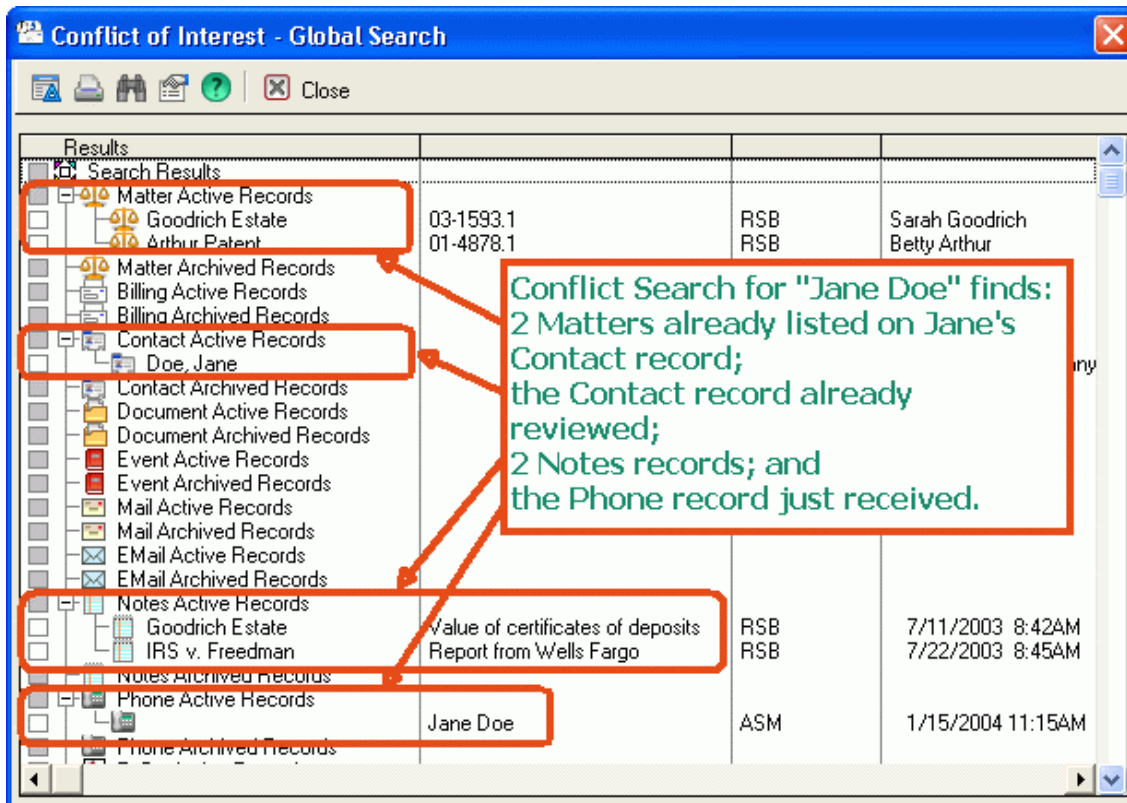 Conflict of Interest - Global Search
Close
Results
Search Results
Matter Active Records
Goodrich Estate 03-1593.1 RSB Sarah Goodrich
Arthur Patent 01-4878.1 RSB Betty Arthur
Matter Archived Records
Billing Active Records
Billing Archived Records
Contact Active Records
Doe, Jane
Contact Archived Records
Document Active Records
Document Archived Records
Event Active Records
Event Archived Records
Mail Active Records
Mail Archived Records
EMail Active Records
EMail Archived Records
Notes Active Records
Goodrich Estate Value of certificates of deposits RSB 7/11/2003 8:42AM
IRS v. Freedman Report from Wells Fargo RSB 7/22/2003 8:45AM
Notes Archived Records
Phone Active Records
Jane Doe ASM 1/15/2004 11:15AM
Phone Archived Records
Conflict Search for "Jane Doe" finds:
2 Matters already listed on Jane's
Contact record;
the Contact record already
reviewed;
2 Notes records; and
the Phone record just received.